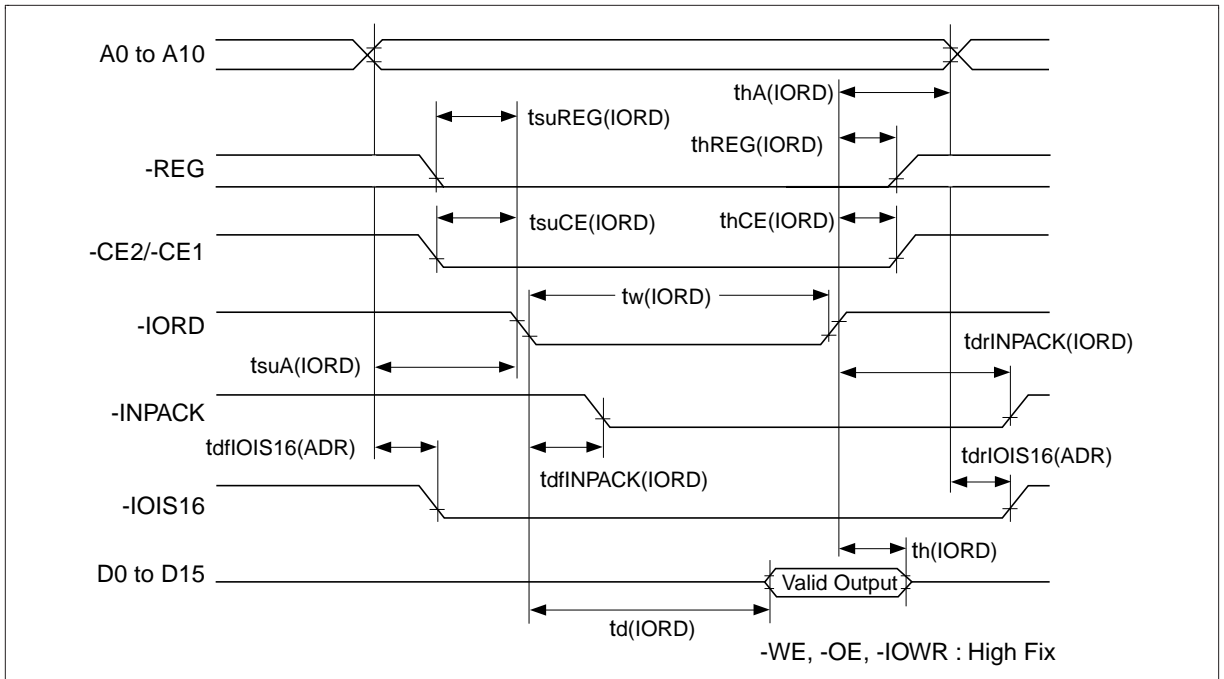 A0 to A10
thA(IORD)
tsuREG(IORD)
thREG(IORD)
-REG
tsuCE(IORD)
thCE(IORD)
-CE2/-CE1
tw(IORD)
-IORD
tdrINPACK(IORD)
tsuA(IORD)
-INPACK
tdfIOIS16(ADR)
tdfINPACK(IORD)
tdrIOIS16(ADR)
-IOIS16
th(IORD)
D0 to D15
Valid Output
td(IORD)
-WE, -OE, -IOWR : High Fix